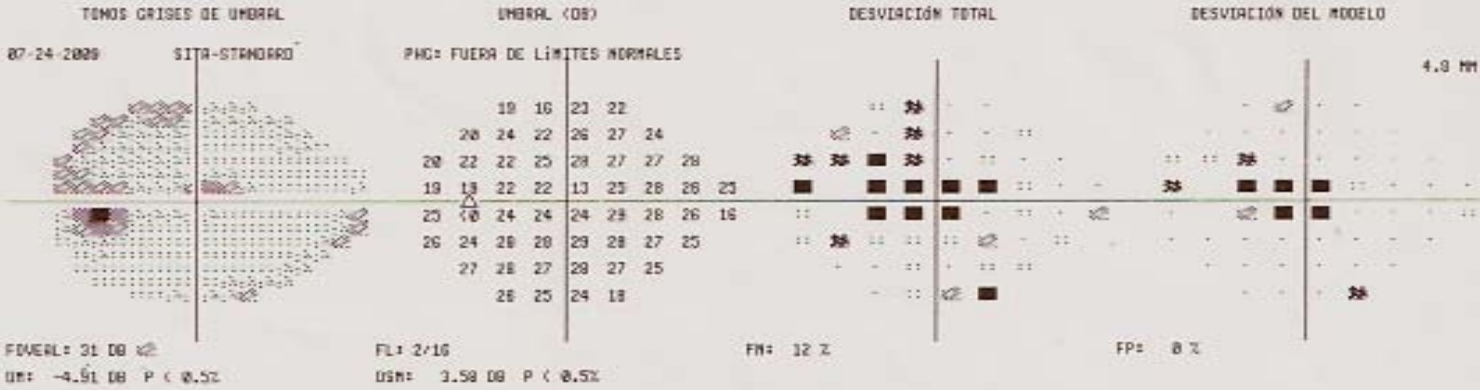 TONOS GRISES DE UMBRAL UMBRAL (DB) DESVIACIÓN TOTAL DESVIACIÓN DEL MODELO
07-24-2009 SITA-STANDARD PHG: FUERA DE LÍMITES NORMALES
4.8 MM
19 16 23 22
20 24 22 26 27 24
20 22 22 25 28 27 27 28
19 19 22 22 13 25 28 26 25
25 <0 24 24 24 29 28 26 16
26 24 28 28 29 28 27 25
27 28 27 28 27 25
26 25 24 18
FOVEAL: 31 DB FL: 2/16 FN: 12 % FP: 0 %
DM: -4.91 DB P < 0.5% DSM: 3.58 DB P < 0.5%